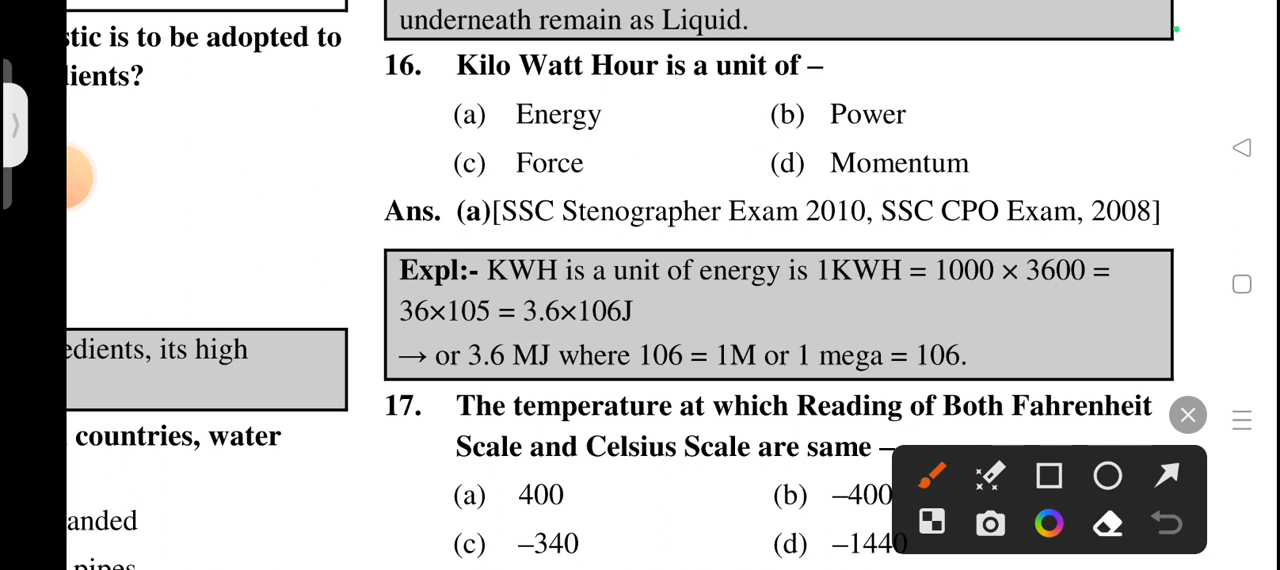 stic is to be adopted to
lients?
edients, its high
countries, water
anded
pipes
underneath remain as Liquid.
16. Kilo Watt Hour is a unit of –
(a) Energy (b) Power
(c) Force (d) Momentum
Ans. (a)[SSC Stenographer Exam 2010, SSC CPO Exam, 2008]
Expl:- KWH is a unit of energy is 1KWH = 1000 × 3600 =
36×105 = 3.6×106J
→ or 3.6 MJ where 106 = 1M or 1 mega = 106.
17. The temperature at which Reading of Both Fahrenheit
Scale and Celsius Scale are same –
(a) 400 (b) –400
(c) –340 (d) –1440